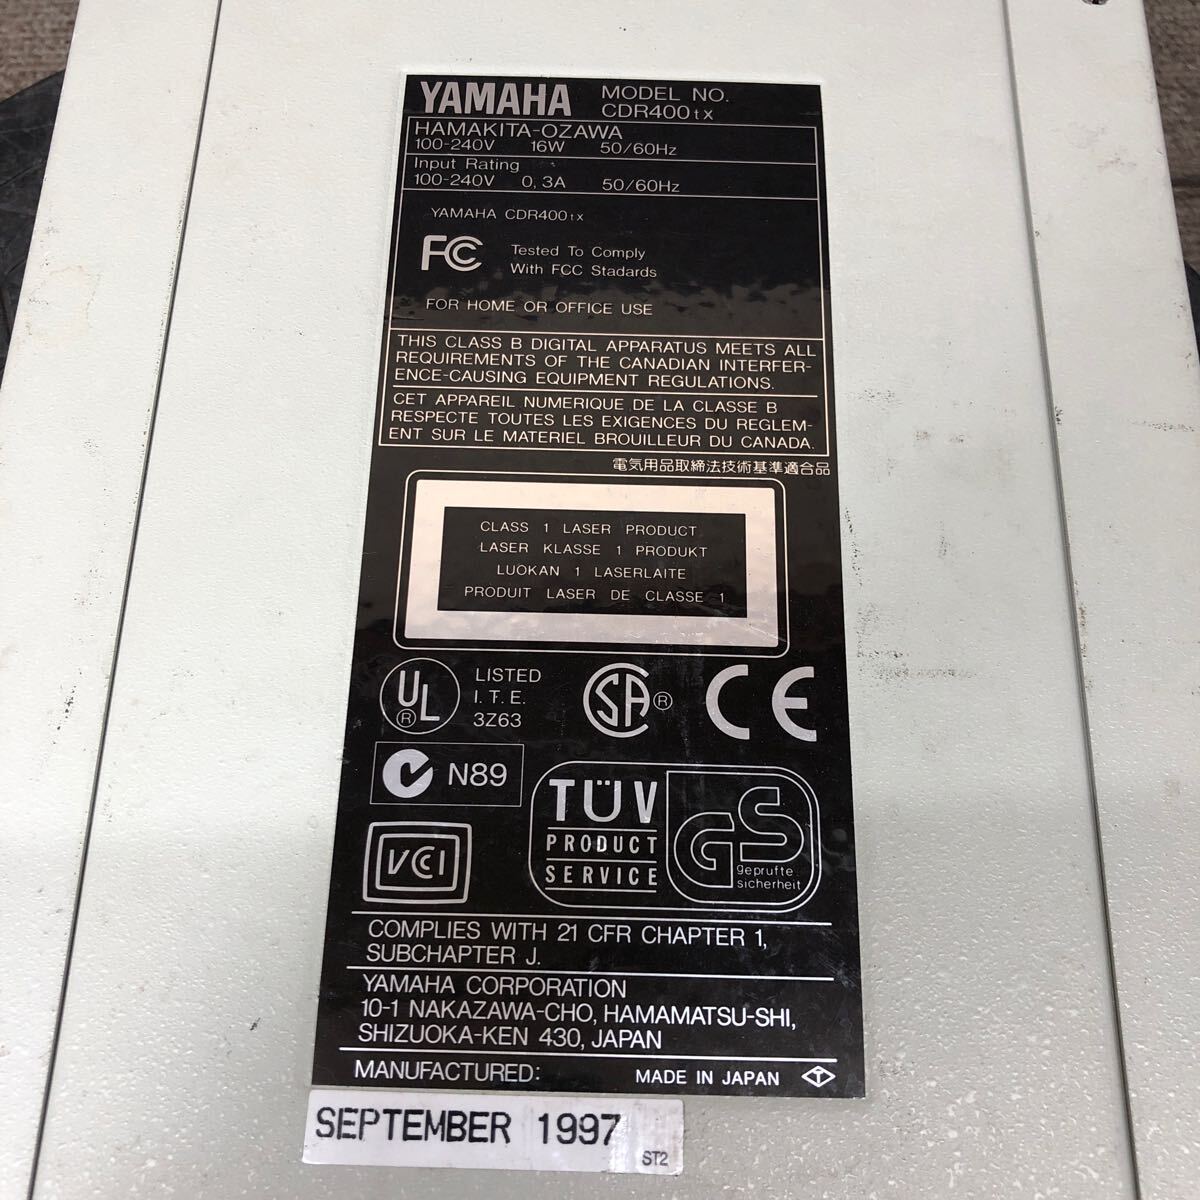 YAMAHA
MODEL NO.
CDR400tx
HAMAKITA-OZAWA
100-240V 16W 50/60Hz
Input Rating
100-240V 0,3A 50/60Hz
YAMAHA CDR400tx
FC
Tested To Comply
With FCC Stadards
FOR HOME OR OFFICE USE
THIS CLASS B DIGITAL APPARATUS MEETS ALL
REQUIREMENTS OF THE CANADIAN INTERFER-
ENCE-CAUSING EQUIPMENT REGULATIONS.
CET APPAREIL NUMERIQUE DE LA CLASSE B
RESPECTE TOUTES LES EXIGENCES DU REGLEM-
ENT SUR LE MATERIEL BROUILLEUR DU CANADA.
電気用品取締法技術基準適合品
CLASS 1 LASER PRODUCT
LASER KLASSE 1 PRODUKT
LUOKAN 1 LASERLAITE
PRODUIT LASER DE CLASSE 1
UL ®
LISTED
I.T.E.
3Z63
SA ®
CE
N89
VCCI
TÜV
PRODUCT
SERVICE
GS
geprufte
sicherheit
COMPLIES WITH 21 CFR CHAPTER 1,
SUBCHAPTER J.
YAMAHA CORPORATION
10-1 NAKAZAWA-CHO, HAMAMATSU-SHI,
SHIZUOKA-KEN 430, JAPAN
MANUFACTURED:
MADE IN JAPAN T
SEPTEMBER 1997
ST2